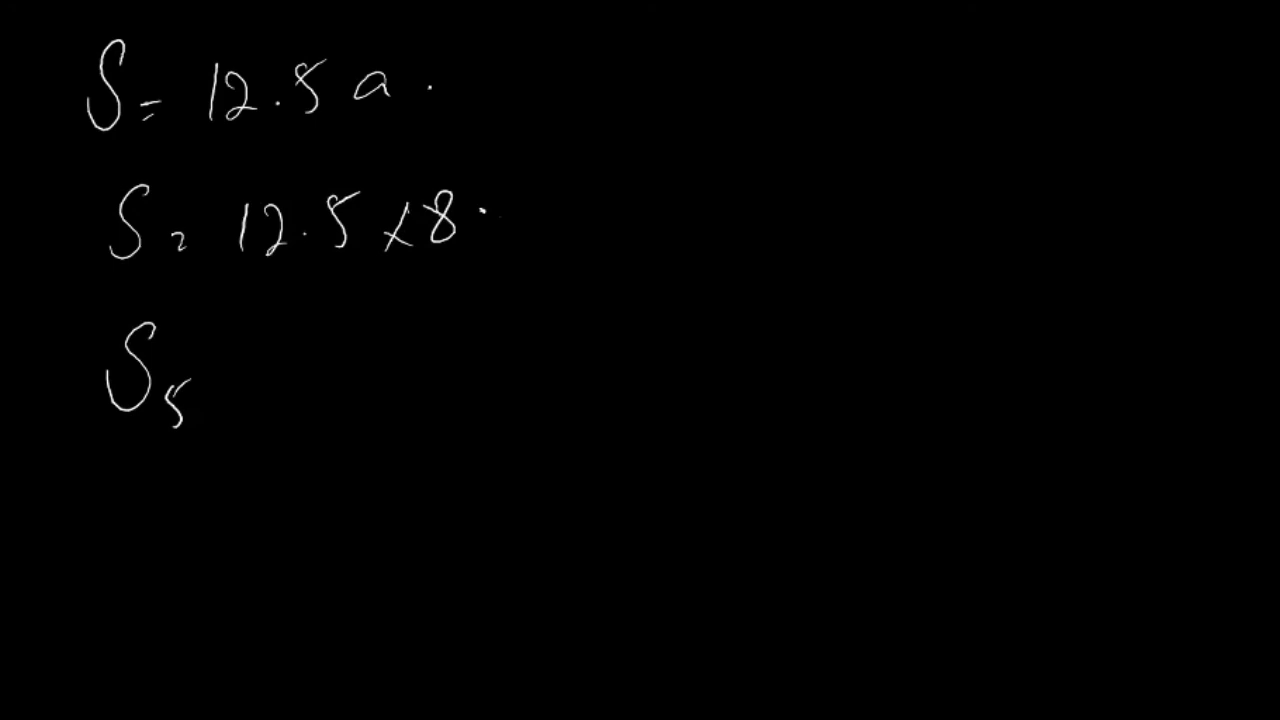 S = 12.5 a .
S = 12.5 × 8 .
S 5